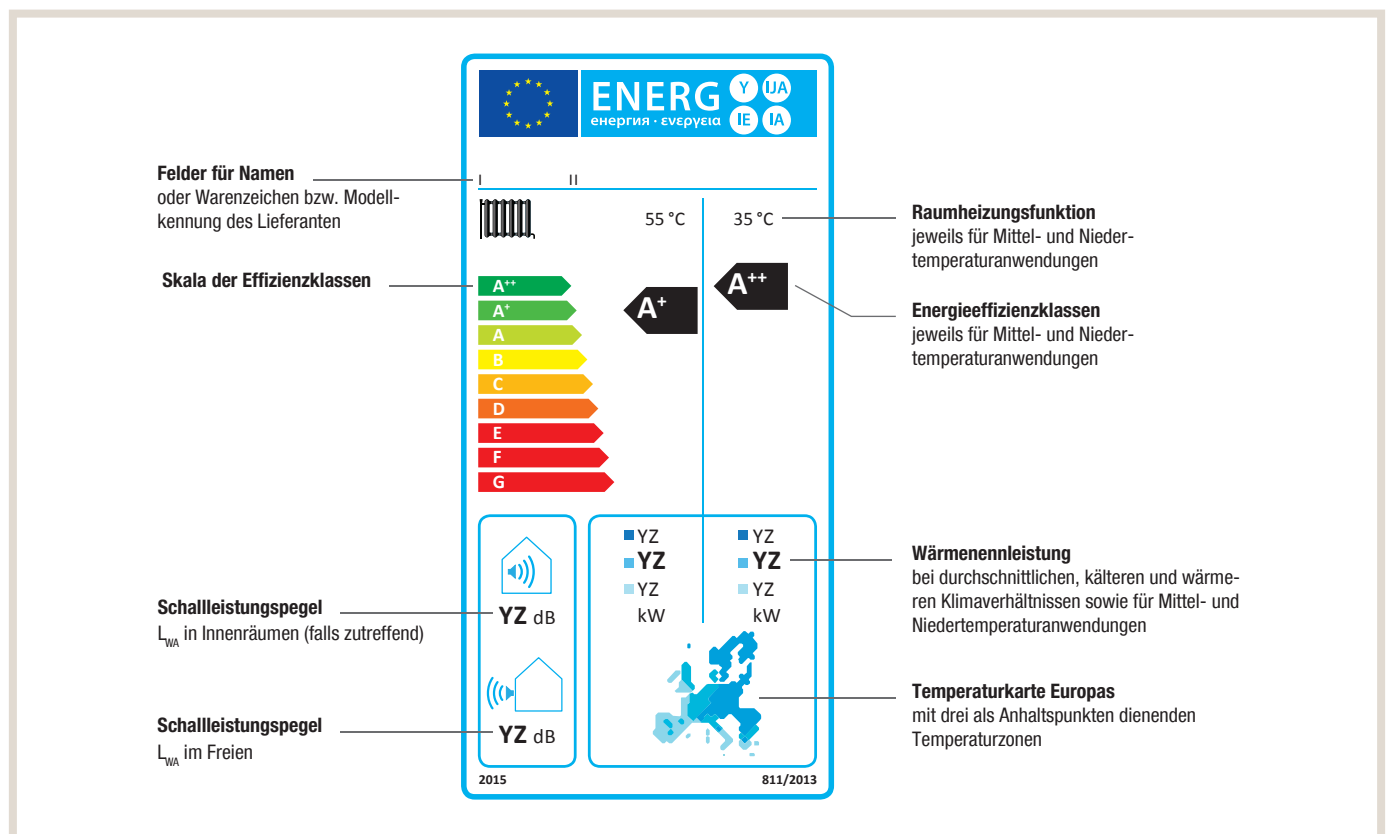 ENERG Y IJA
енергия · ενεργεια IE IA
Felder für Namen
oder Warenzeichen bzw. Modell-
kennung des Lieferanten
I II
55 °C 35 °C
Raumheizungsfunktion
jeweils für Mittel- und Nieder-
temperaturanwendungen
Skala der Effizienzklassen
A++
A+
A
B
C
D
E
F
G
A+
A++
Energieeffizienzklassen
jeweils für Mittel- und Nieder-
temperaturanwendungen
YZ YZ
YZ YZ
YZ YZ
kW kW
Wärmenennleistung
bei durchschnittlichen, kälteren und wärme-
ren Klimaverhältnissen sowie für Mittel- und
Niedertemperaturanwendungen
Schallleistungspegel
LWA in Innenräumen (falls zutreffend)
YZ dB
Temperaturkarte Europas
mit drei als Anhaltspunkten dienenden
Temperaturzonen
Schallleistungspegel
LWA im Freien
YZ dB
2015 811/2013